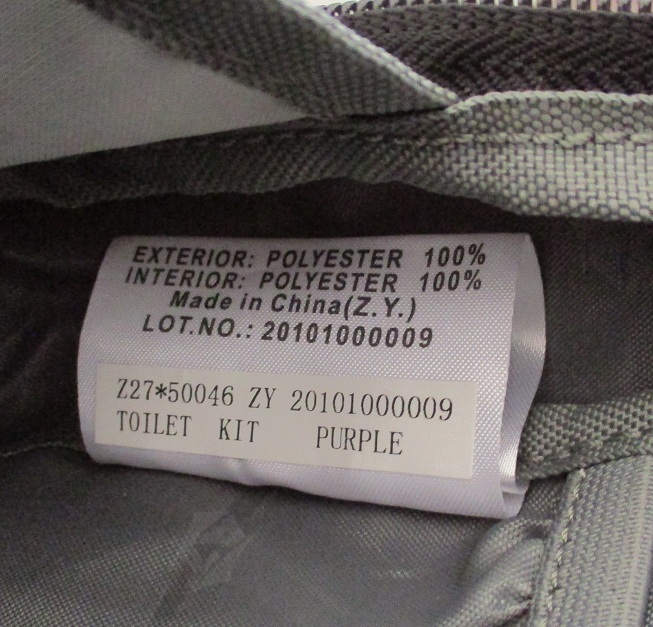 EXTERIOR: POLYESTER 100%
INTERIOR: POLYESTER 100%
Made in China(Z.Y.)
LOT.NO.: 20101000009
Z27*50046 ZY 20101000009
TOILET KIT PURPLE